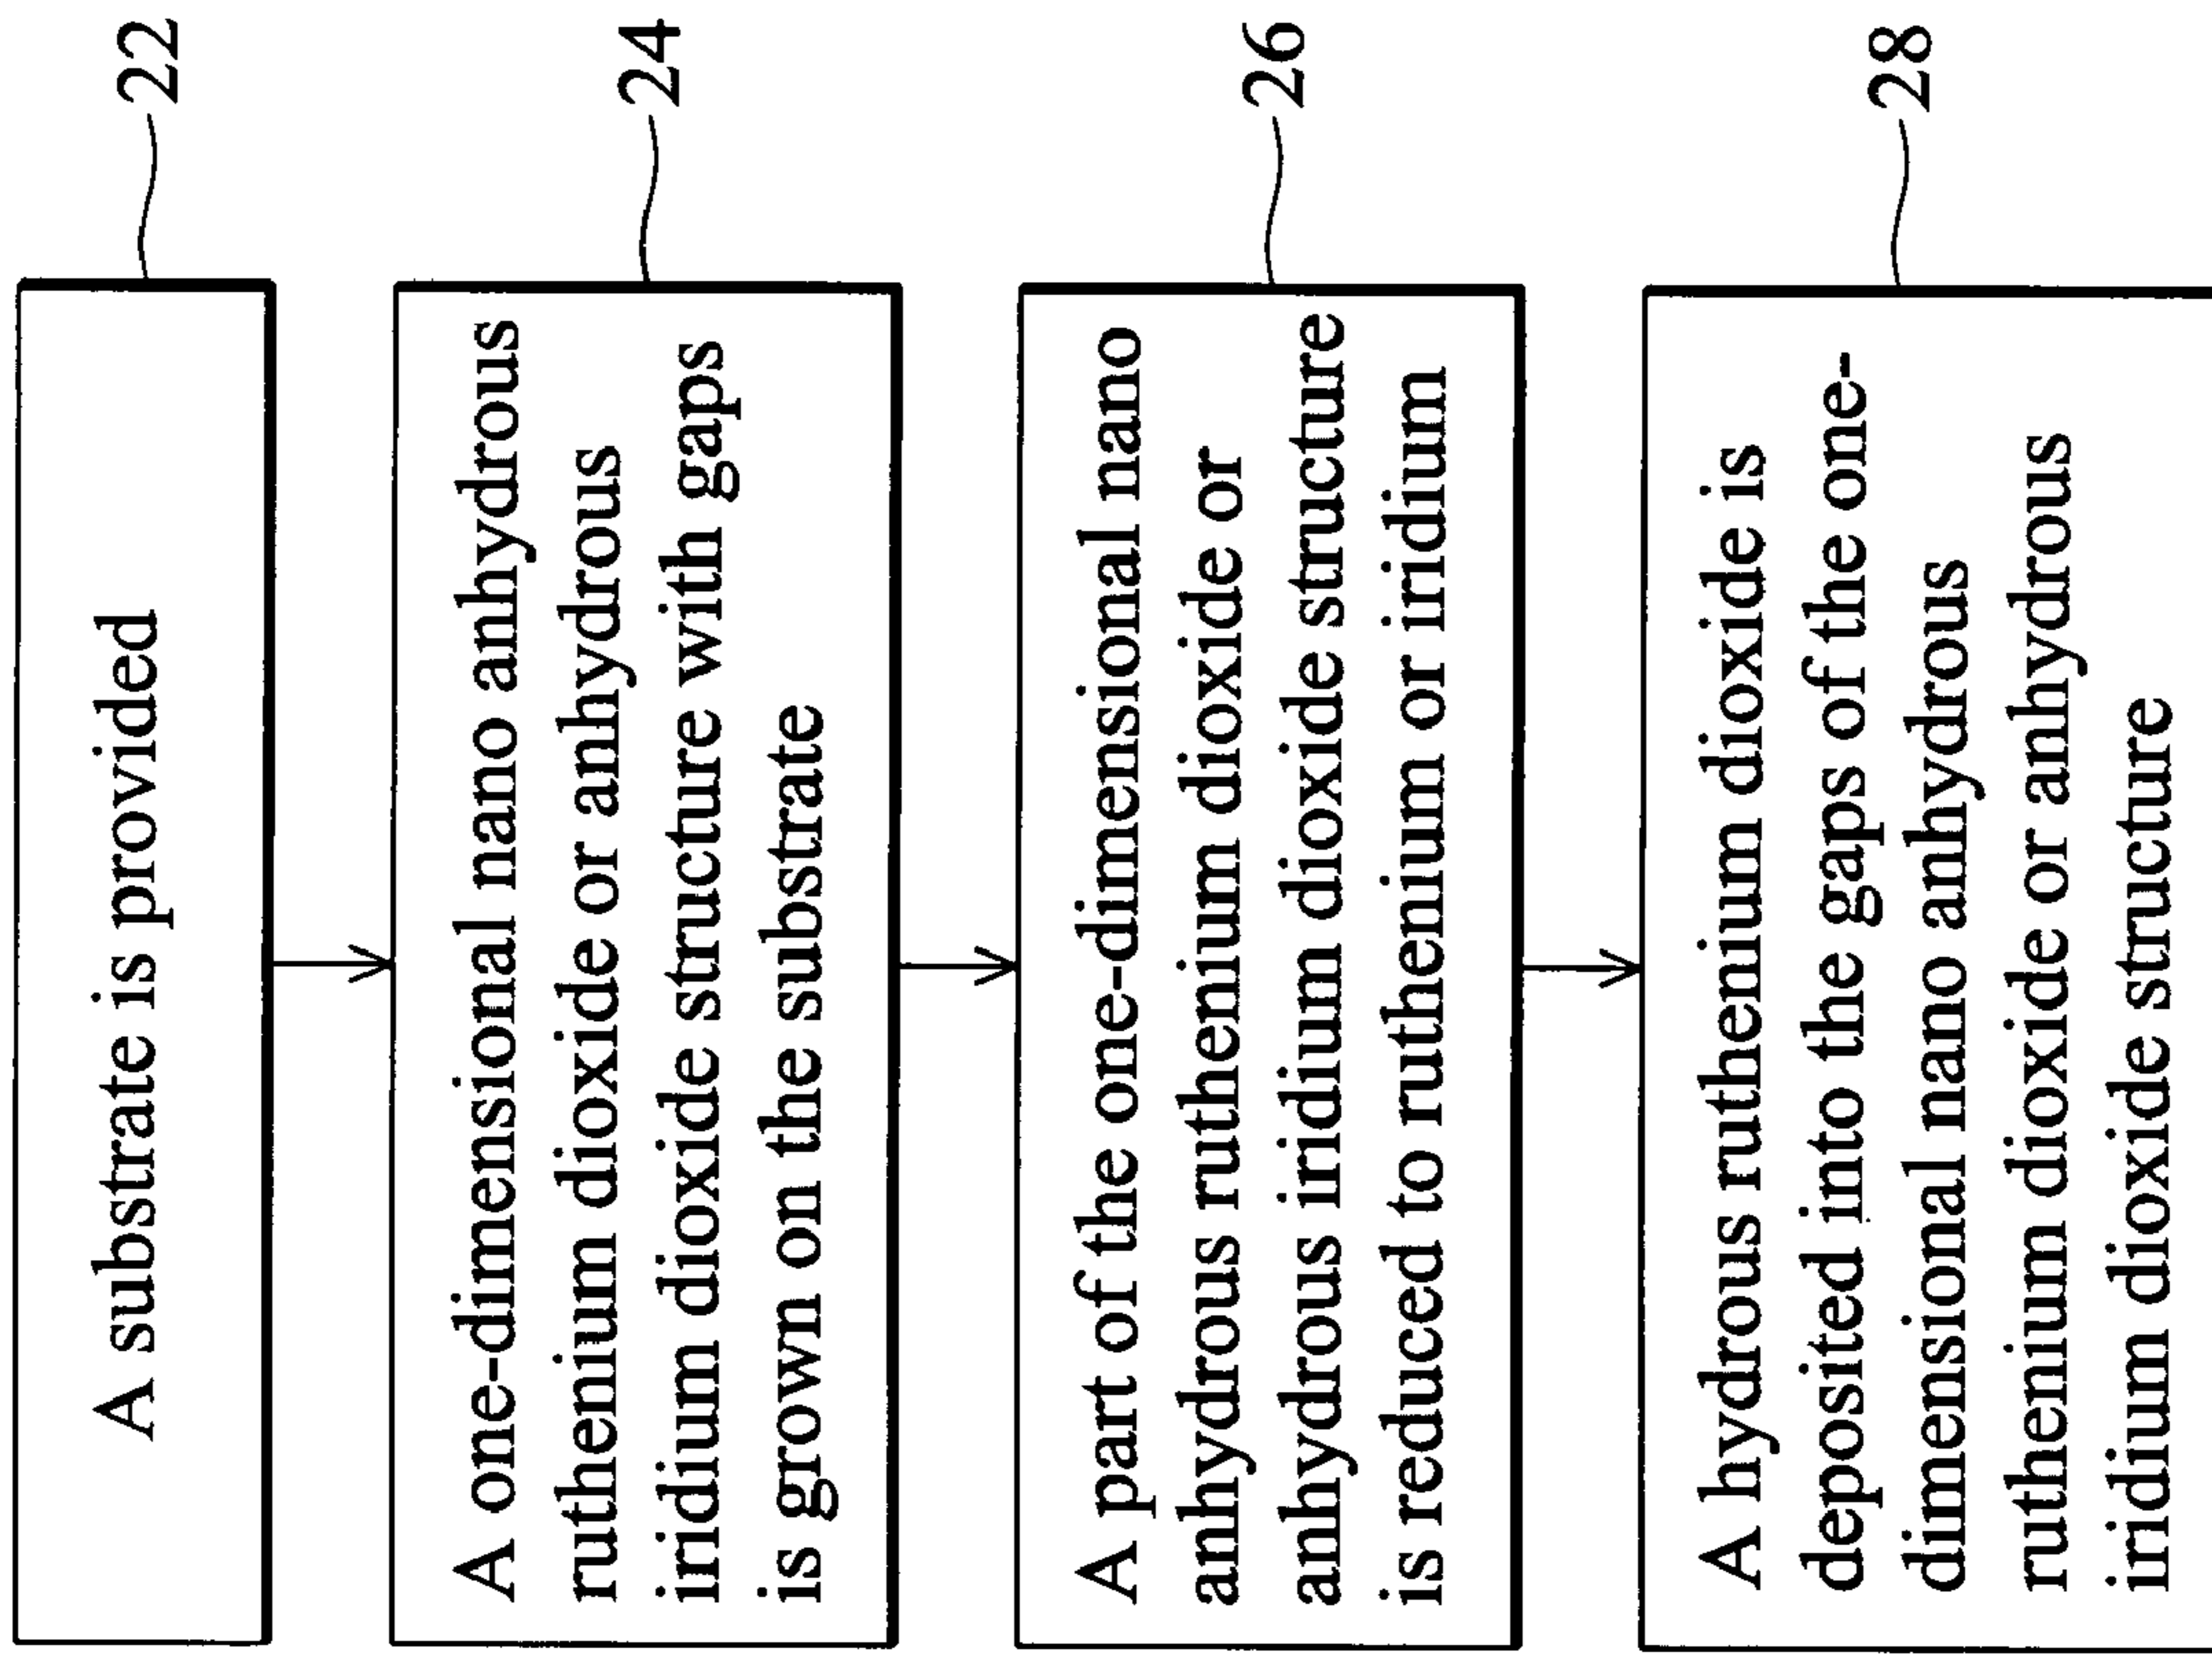 A substrate is provided
22
A one-dimensional nano anhydrous
ruthenium dioxide or anhydrous
iridium dioxide structure with gaps
is grown on the substrate
24
A part of the one-dimensional nano
anhydrous ruthenium dioxide or
anhydrous iridium dioxide structure
is reduced to ruthenium or iridium
26
A hydrous ruthenium dioxide is
deposited into the gaps of the one-
dimensional nano anhydrous
ruthenium dioxide or anhydrous
iridium dioxide structure
28